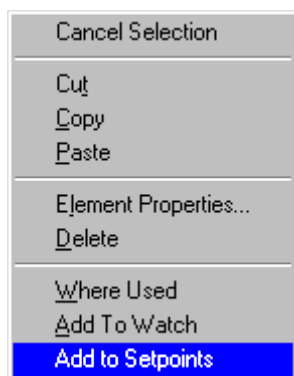 Cancel Selection
Cut
Copy
Paste
Element Properties...
Delete
Where Used
Add To Watch
Add to Setpoints